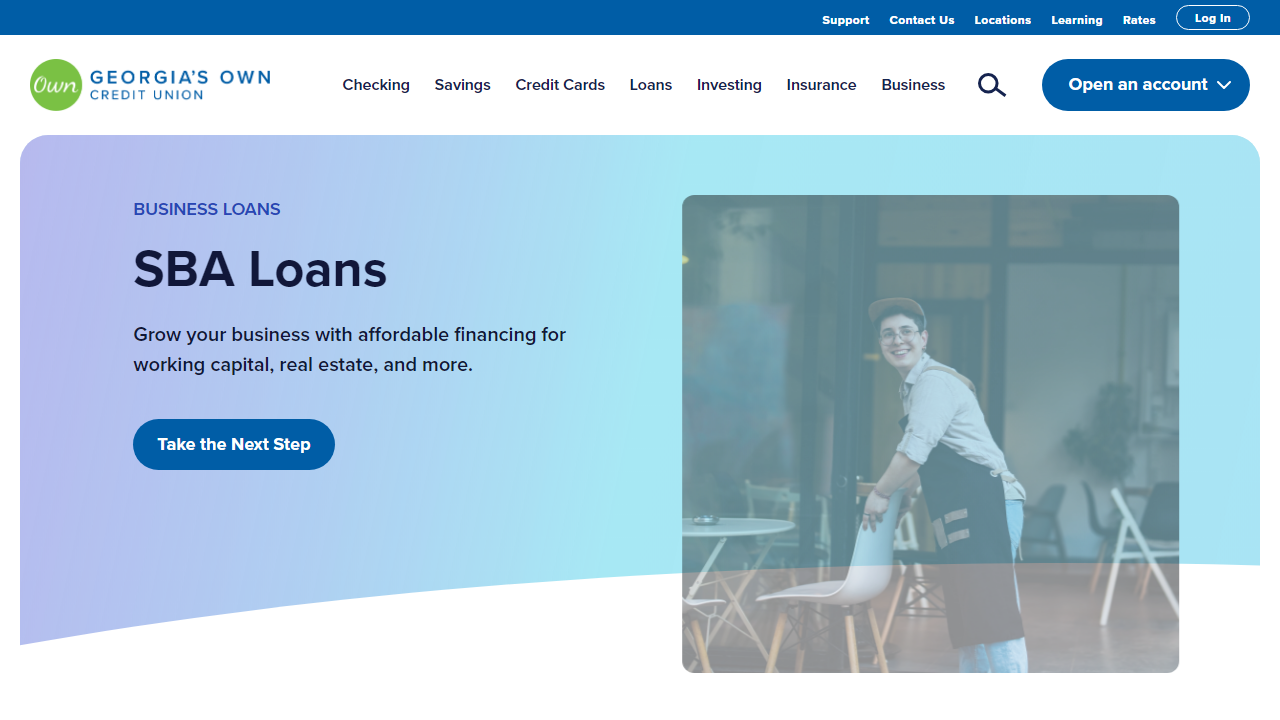 Support Contact Us Locations Learning Rates Log In
Own GEORGIA'S OWN
CREDIT UNION
Checking Savings Credit Cards Loans Investing Insurance Business Open an account
BUSINESS LOANS
SBA Loans
Grow your business with affordable financing for
working capital, real estate, and more.
Take the Next Step